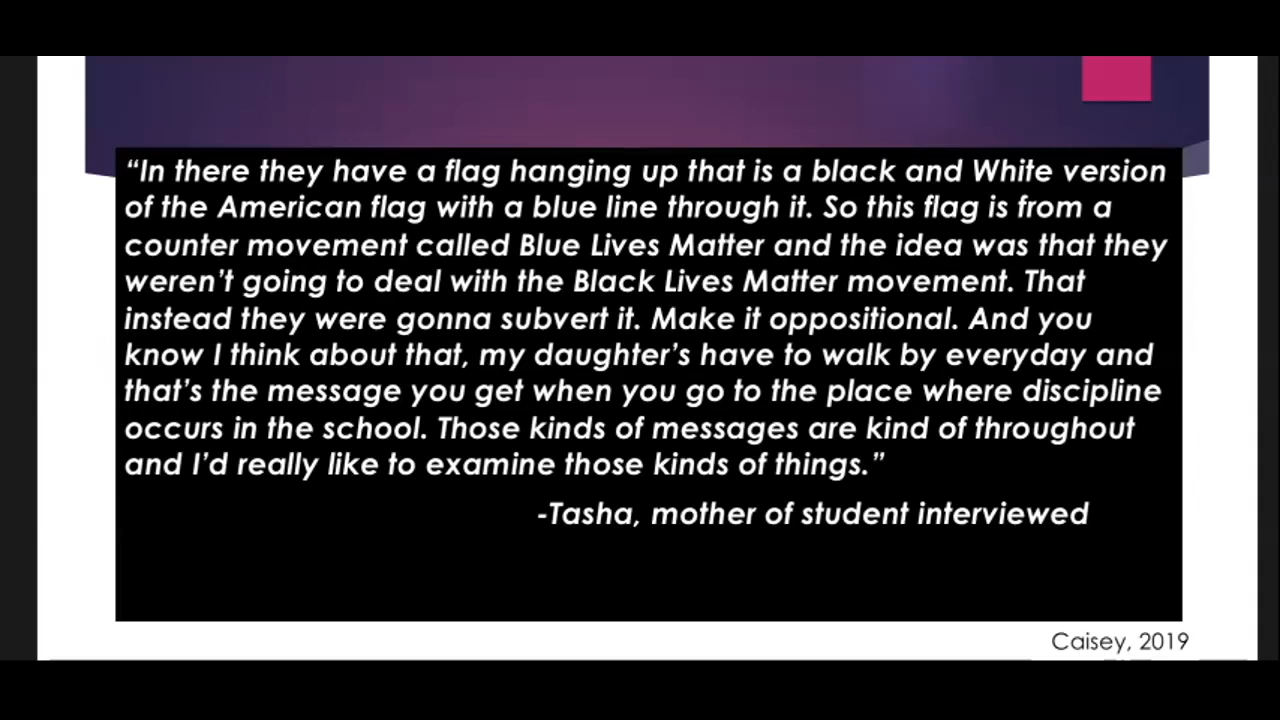 “In there they have a flag hanging up that is a black and White version
of the American flag with a blue line through it. So this flag is from a
counter movement called Blue Lives Matter and the idea was that they
weren’t going to deal with the Black Lives Matter movement. That
instead they were gonna subvert it. Make it oppositional. And you
know I think about that, my daughter’s have to walk by everyday and
that’s the message you get when you go to the place where discipline
occurs in the school. Those kinds of messages are kind of throughout
and I’d really like to examine those kinds of things.”
-Tasha, mother of student interviewed
Caisey, 2019